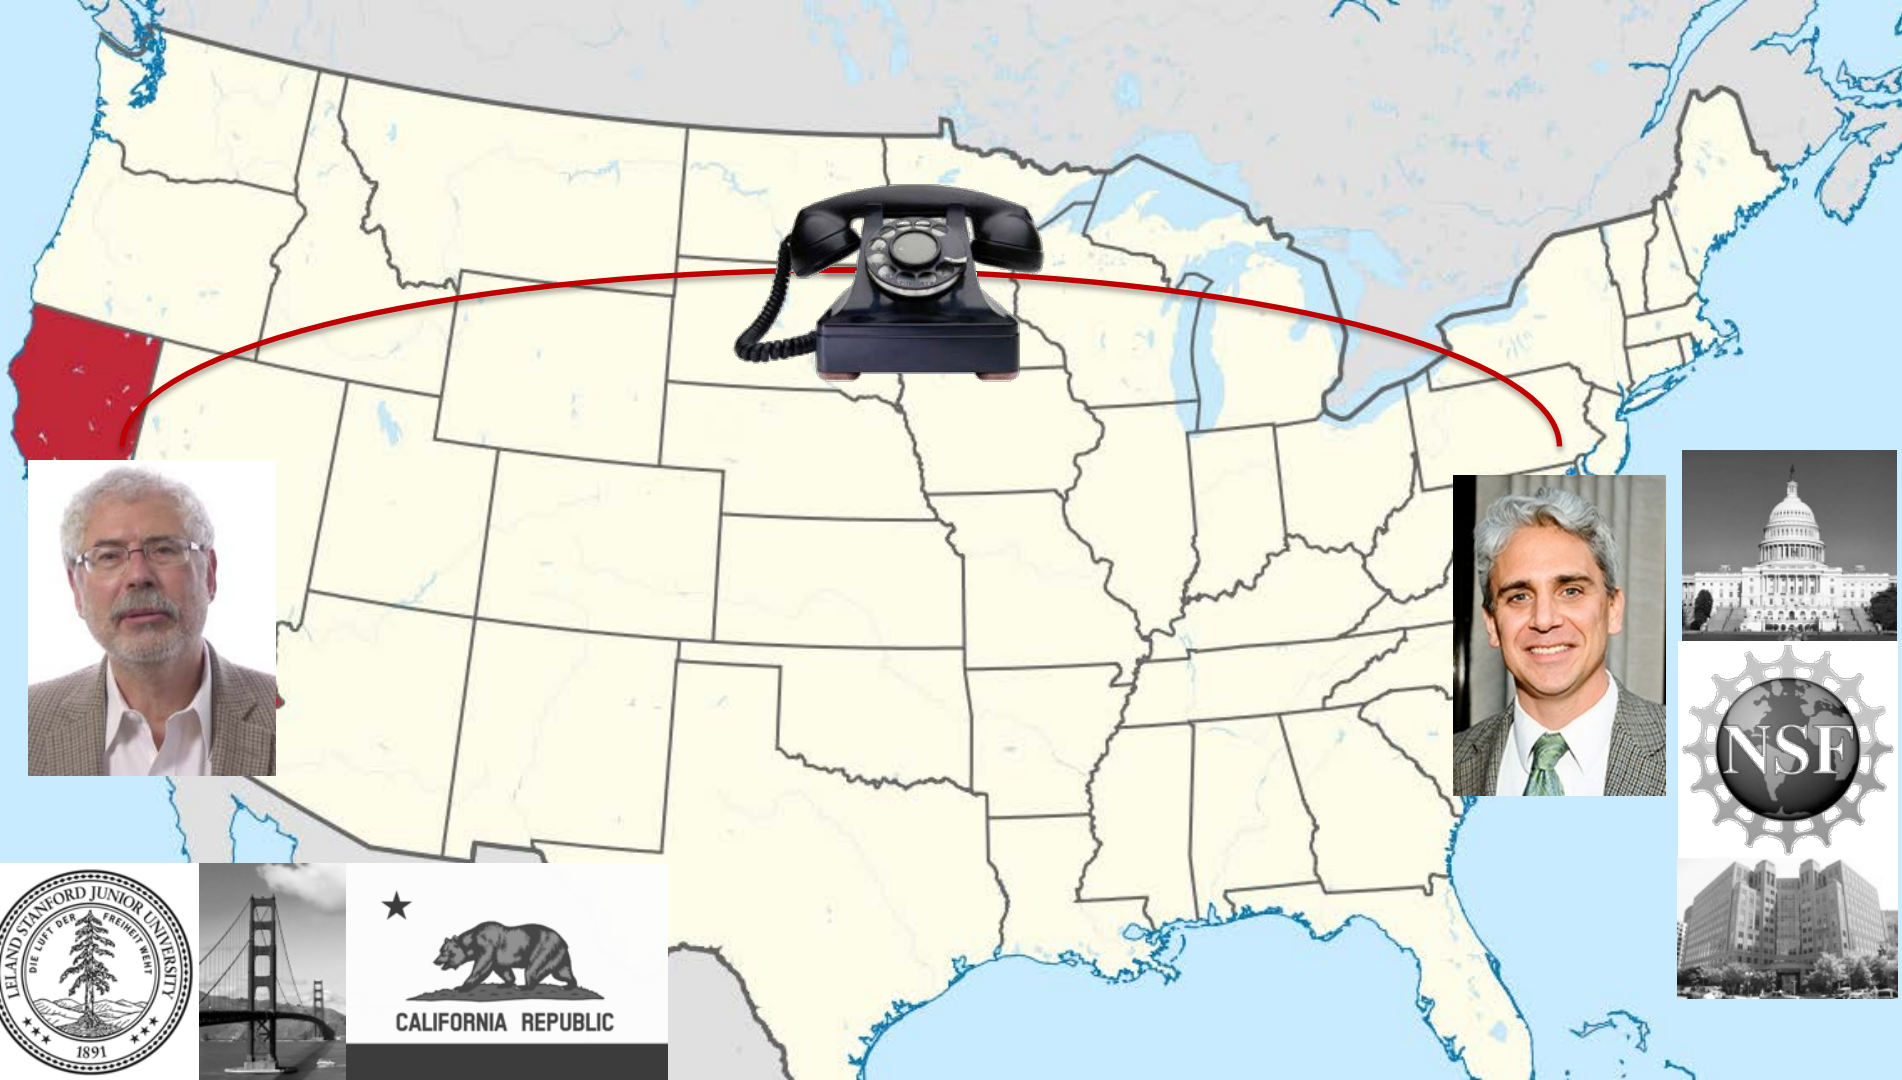 NSF
LELAND STANFORD JUNIOR UNIVERSITY
DIE LUFT DER FREIHEIT WEHT
1891
CALIFORNIA REPUBLIC